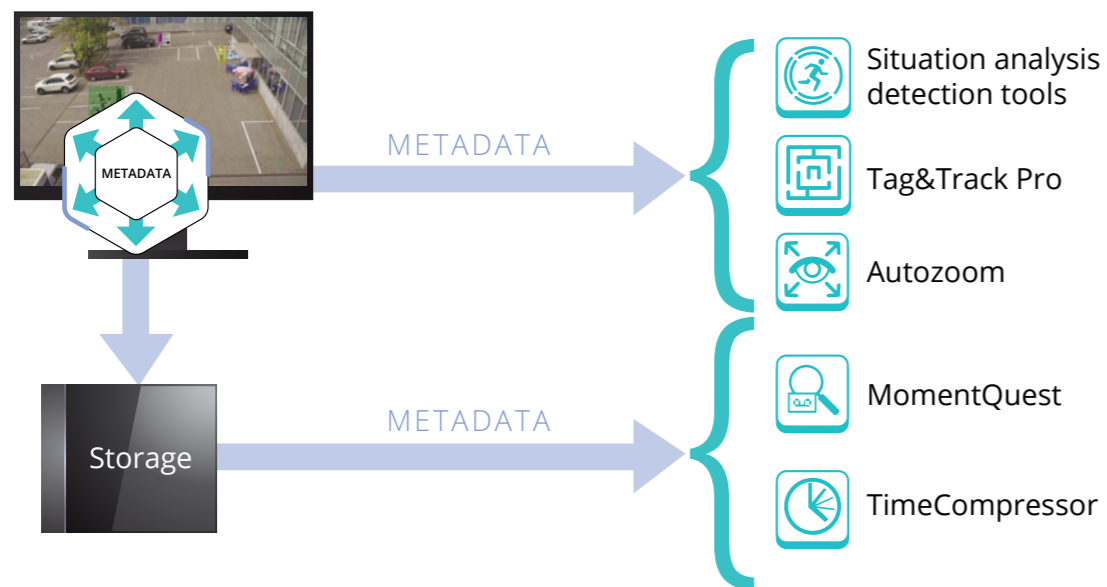 METADATA
METADATA
Situation analysis
detection tools
Tag&Track Pro
Autozoom
Storage
METADATA
MomentQuest
TimeCompressor